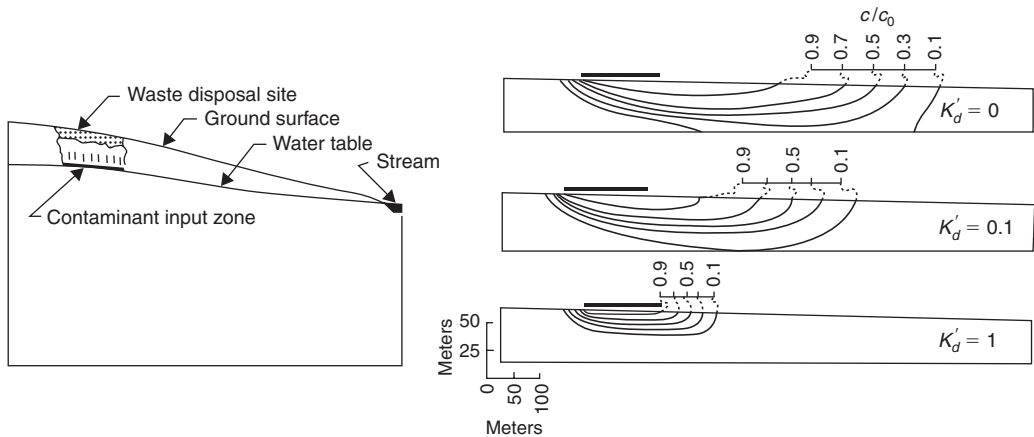 Waste disposal site
Ground surface
Water table
Stream
Contaminant input zone
c/c₀
0.9 0.7 0.5 0.3 0.1
K′d = 0
0.9 0.5 0.1
K′d = 0.1
0.9 0.5 0.1
K′d = 1
Meters
50
25
0 50 100
Meters